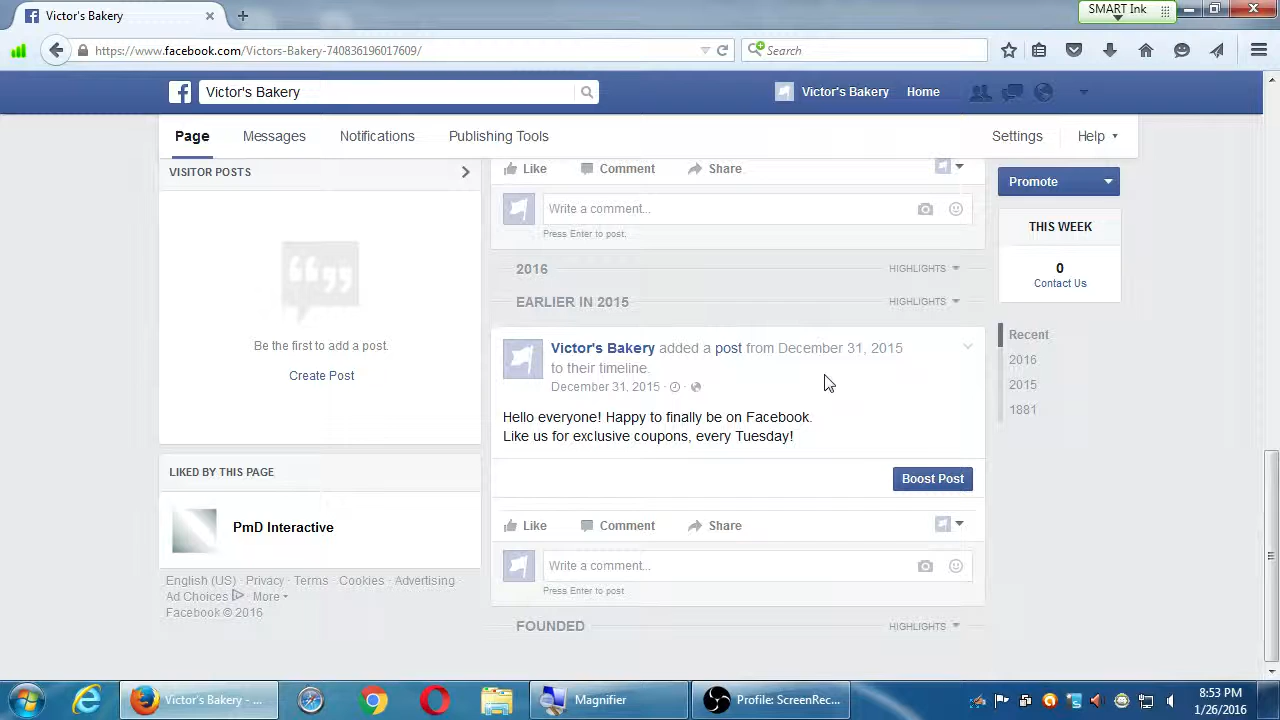 Victor's Bakery
SMART Ink
https://www.facebook.com/Victors-Bakery-740836196017609/
Search
Victor's Bakery
Victor's Bakery
Home
Page
Messages
Notifications
Publishing Tools
Settings
Help
VISITOR POSTS
Be the first to add a post.
Create Post
LIKED BY THIS PAGE
PmD Interactive
English (US) · Privacy · Terms · Cookies · Advertising ·
Ad Choices · More
Facebook © 2016
Like
Comment
Share
Write a comment...
Press Enter to post.
2016
HIGHLIGHTS
EARLIER IN 2015
HIGHLIGHTS
Victor's Bakery added a post from December 31, 2015
to their timeline.
December 31, 2015 ·
Hello everyone! Happy to finally be on Facebook.
Like us for exclusive coupons, every Tuesday!
Boost Post
Like
Comment
Share
Write a comment...
Press Enter to post
FOUNDED
HIGHLIGHTS
Promote
THIS WEEK
0
Contact Us
Recent
2016
2015
1881
Victor's Bakery - ...
Magnifier
Profile: ScreenRec...
8:53 PM
1/26/2016